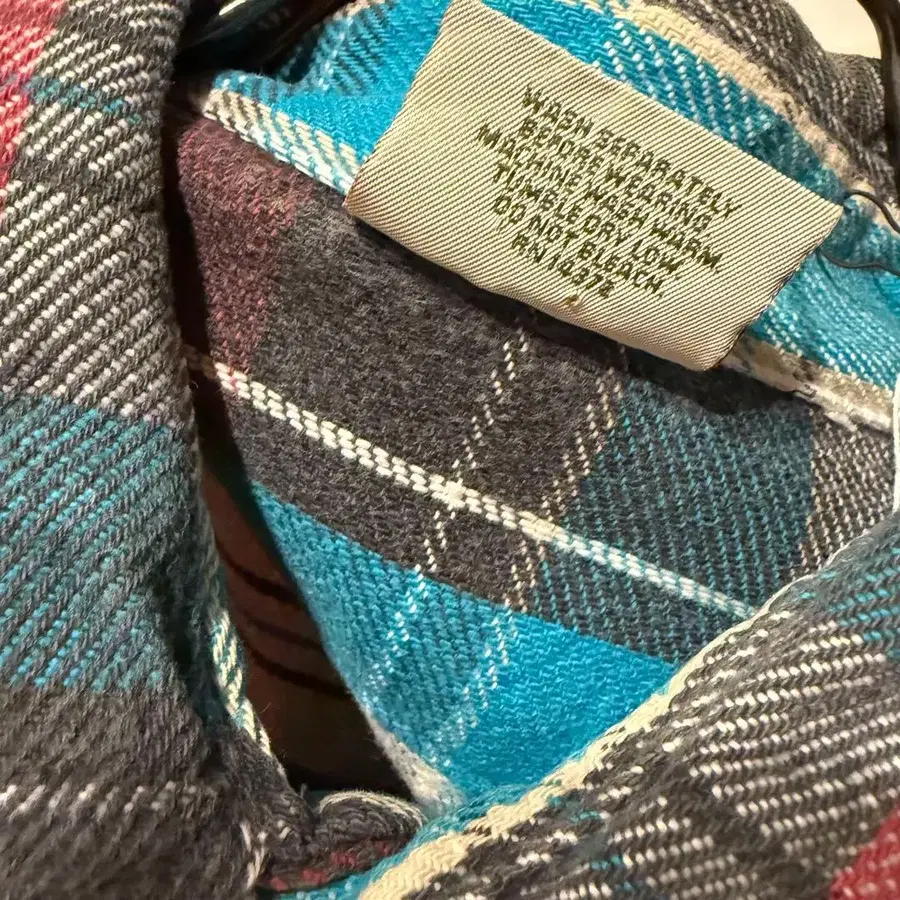 WASH SEPARATELY
BEFORE WEARING
MACHINE WASH WARM.
TUMBLE DRY LOW
DO NOT BLEACH.
RN 14372